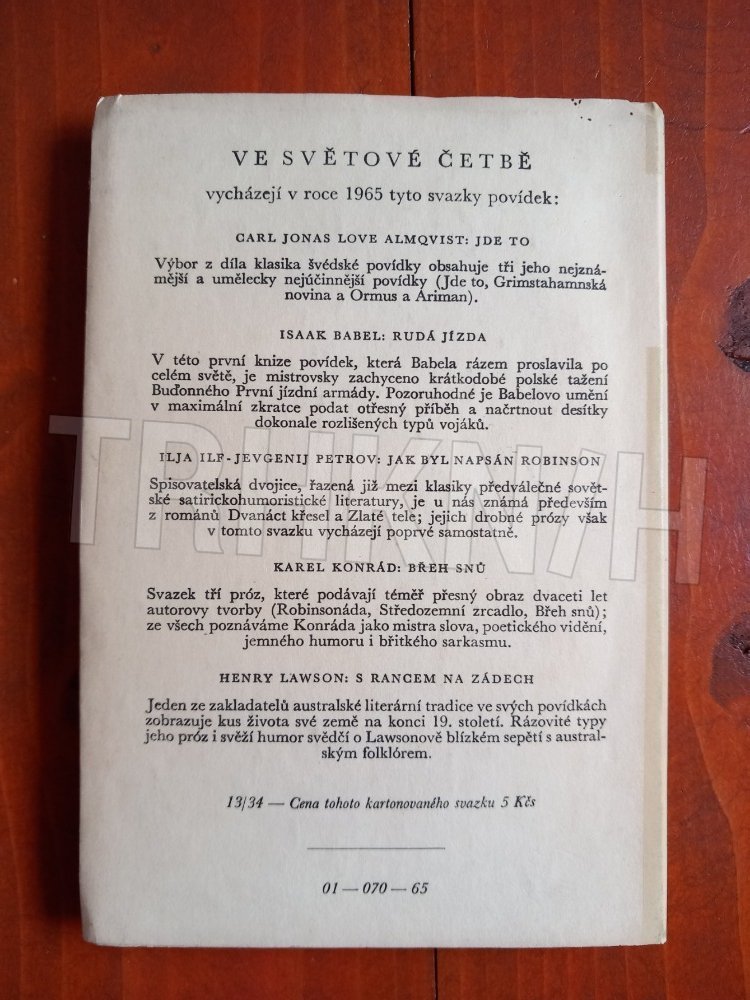 VE SVĚTOVÉ ČETBĚ
vycházejí v roce 1965 tyto svazky povídek:
CARL JONAS LOVE ALMQVIST: JDE TO
Výbor z díla klasika švédské povídky obsahuje tři jeho nejzná-
mější a umělecky nejúčinnější povídky (Jde to, Grimstahamnská
novina a Ormus a Ariman).
ISAAK BABEL: RUDÁ JÍZDA
V této první knize povídek, která Babela rázem proslavila po
celém světě, je mistrovsky zachyceno krátkodobé polské tažení
Buďonného První jízdní armády. Pozoruhodné je Babelovo umění
v maximální zkratce podat otřesný příběh a načrtnout desítky
dokonale rozlišených typů vojáků.
ILJA ILF-JEVGENIJ PETROV: JAK BYL NAPSÁN ROBINSON
Spisovatelská dvojice, řazená již mezi klasiky předválečné sovět-
ské satirickohumoristické literatury, je u nás známá především
z románů Dvanáct křesel a Zlaté tele; jejich drobné prózy však
v tomto svazku vycházejí poprvé samostatně.
KAREL KONRÁD: BŘEH SNŮ
Svazek tří próz, které podávají téměř přesný obraz dvaceti let
autorovy tvorby (Robinsonáda, Středozemní zrcadlo, Břeh snů);
ze všech poznáváme Konráda jako mistra slova, poetického vidění,
jemného humoru i břitkého sarkasmu.
HENRY LAWSON: S RANCEM NA ZÁDECH
Jeden ze zakladatelů australské literární tradice ve svých povídkách
zobrazuje kus života své země na konci 19. století. Rázovité typy
jeho próz i svěží humor svědčí o Lawsonově blízkém sepětí s austral-
ským folklórem.
13/34 — Cena tohoto kartonovaného svazku 5 Kčs
01 — 070 — 65
TRHKNIH